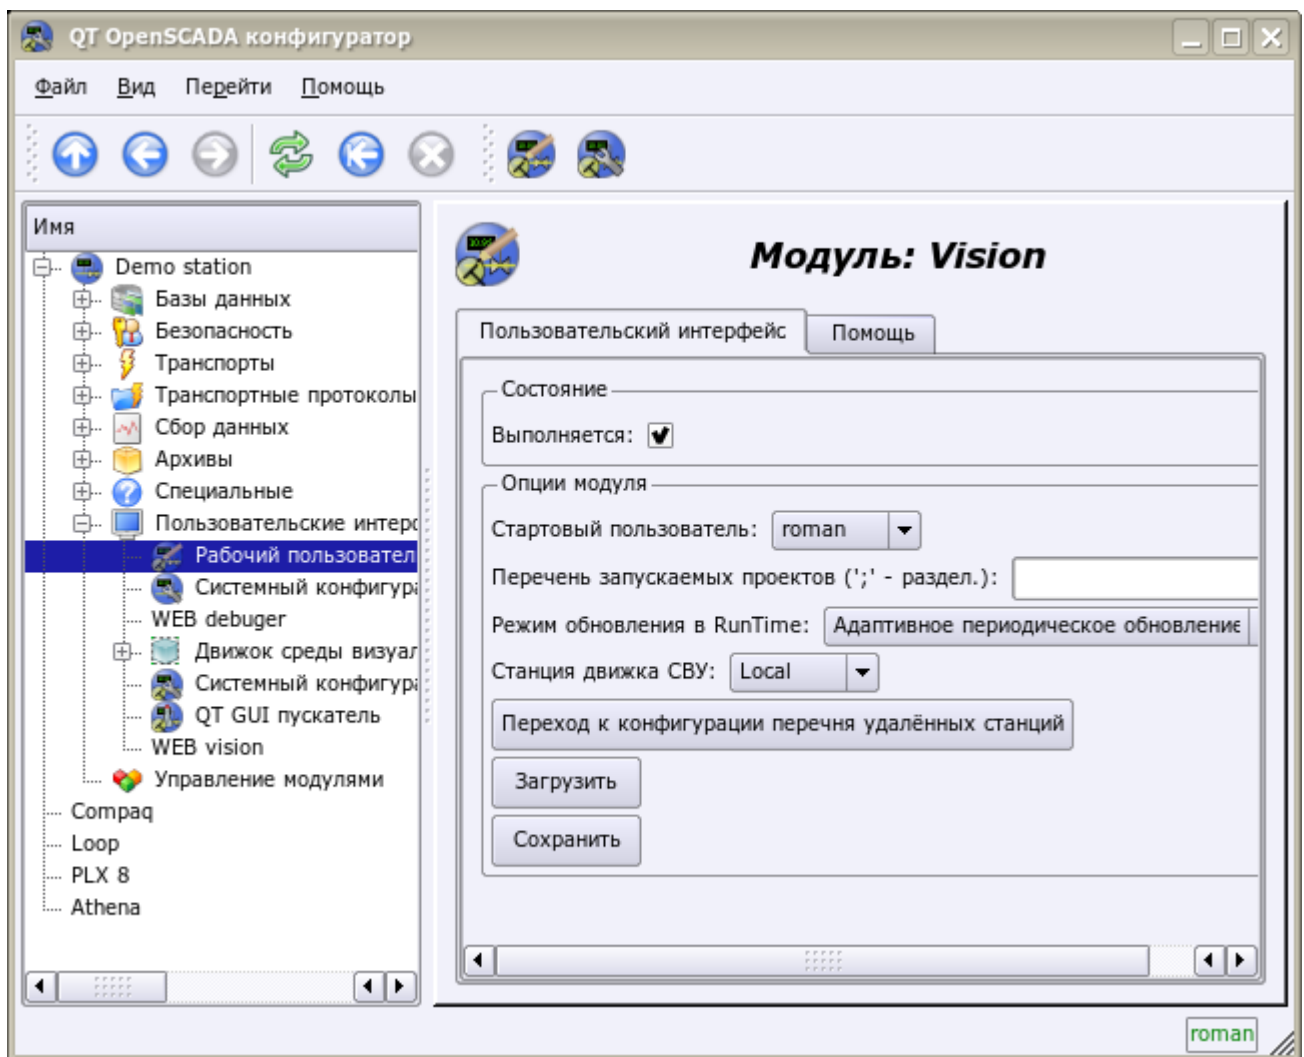 QT OpenSCADA конфигуратор
Файл Вид Перейти Помощь
Имя
Demo station
Базы данных
Безопасность
Транспорты
Транспортные протоколы
Сбор данных
Архивы
Специальные
Пользовательские интерф
Рабочий пользовател
Системный конфигура
WEB debuger
Движок среды визуал
Системный конфигура
QT GUI пускатель
WEB vision
Управление модулями
Compaq
Loop
PLX 8
Athena
Модуль: Vision
Пользовательский интерфейс Помощь
Состояние
Выполняется:
Опции модуля
Стартовый пользователь: roman
Перечень запускаемых проектов (';' - раздел.):
Режим обновления в RunTime: Адаптивное периодическое обновление
Станция движка СВУ: Local
Переход к конфигурации перечня удалённых станций
Загрузить
Сохранить
roman